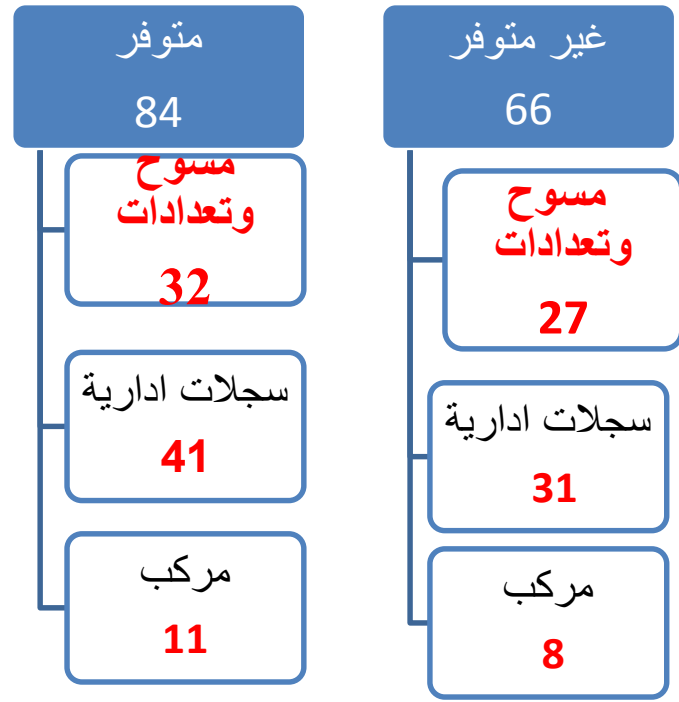 غير متوفر
66
مسوح
وتعدادات
27
سجلات ادارية
31
مركب
8
متوفر
84
مسوح
وتعدادات
32
سجلات ادارية
41
مركب
11